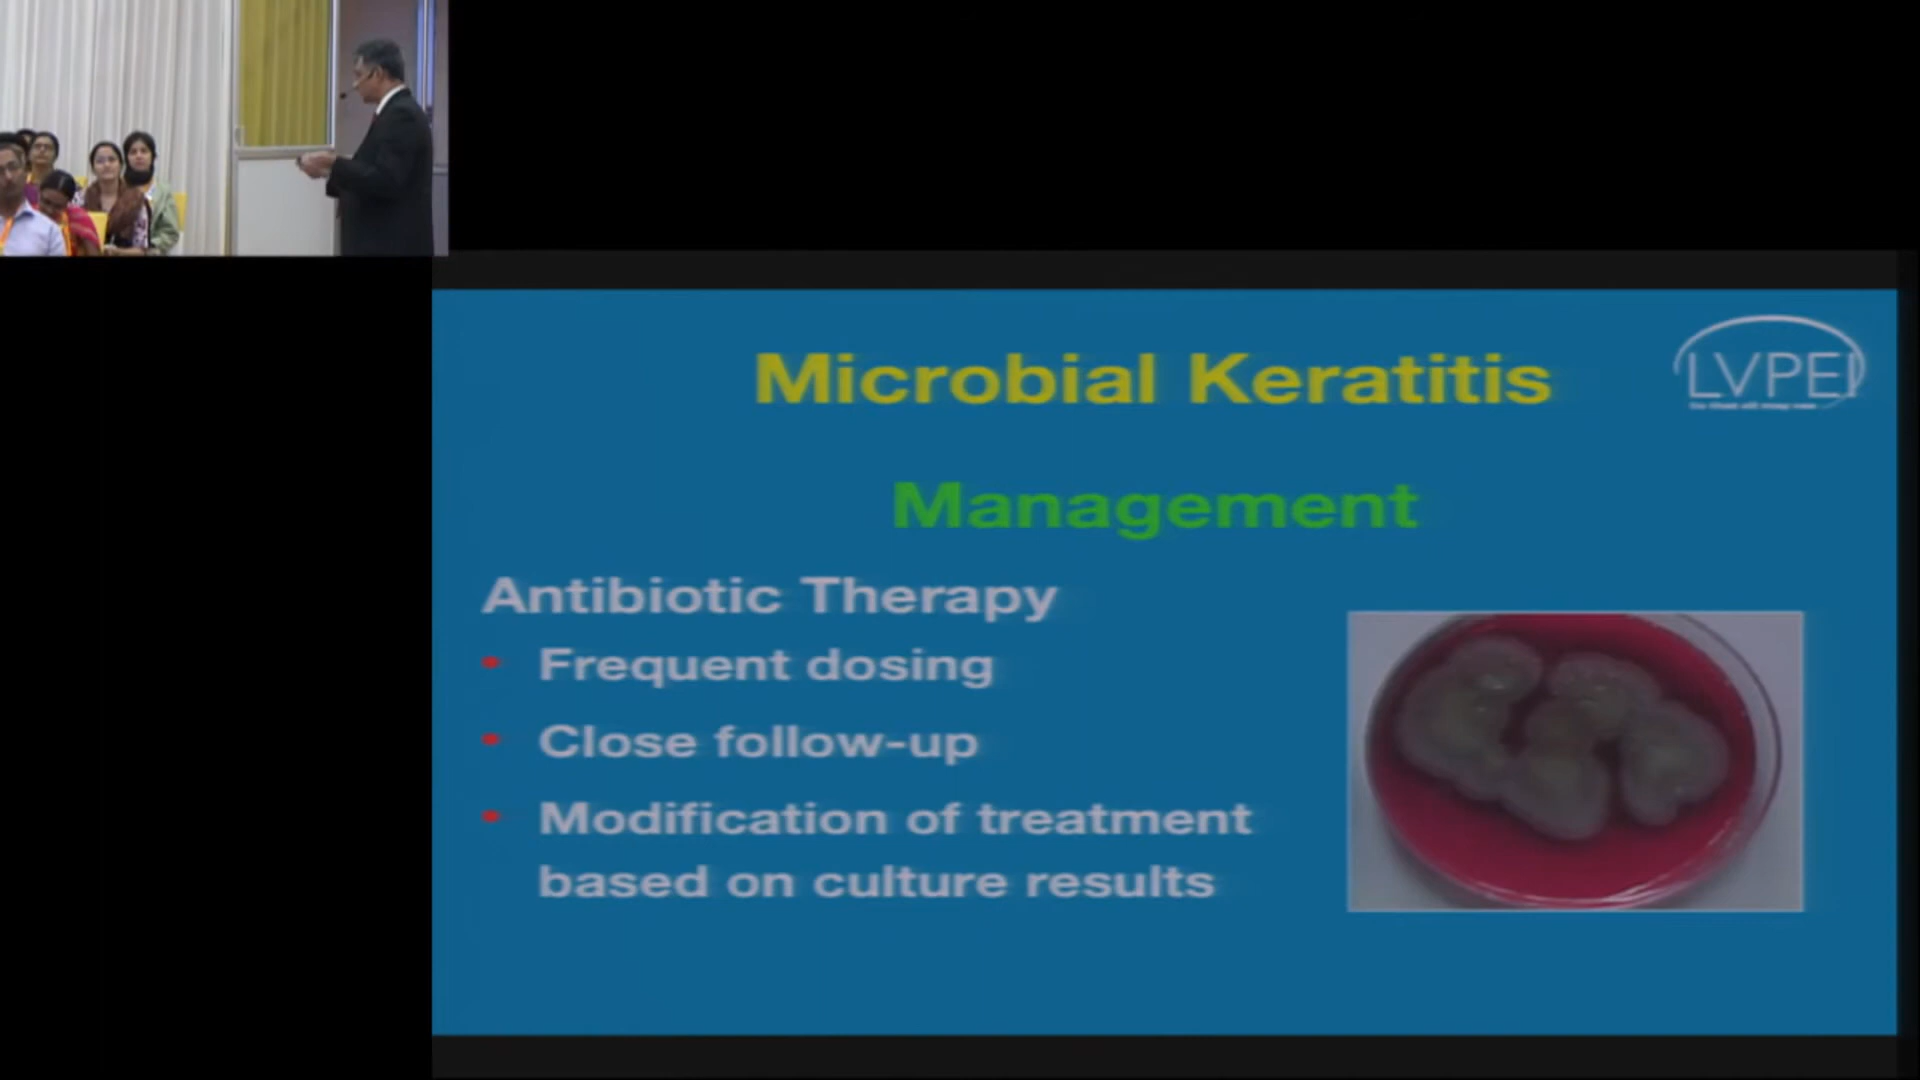 Microbial Keratitis
LVPEI
Management
Antibiotic Therapy
• Frequent dosing
• Close follow-up
• Modification of treatment
based on culture results